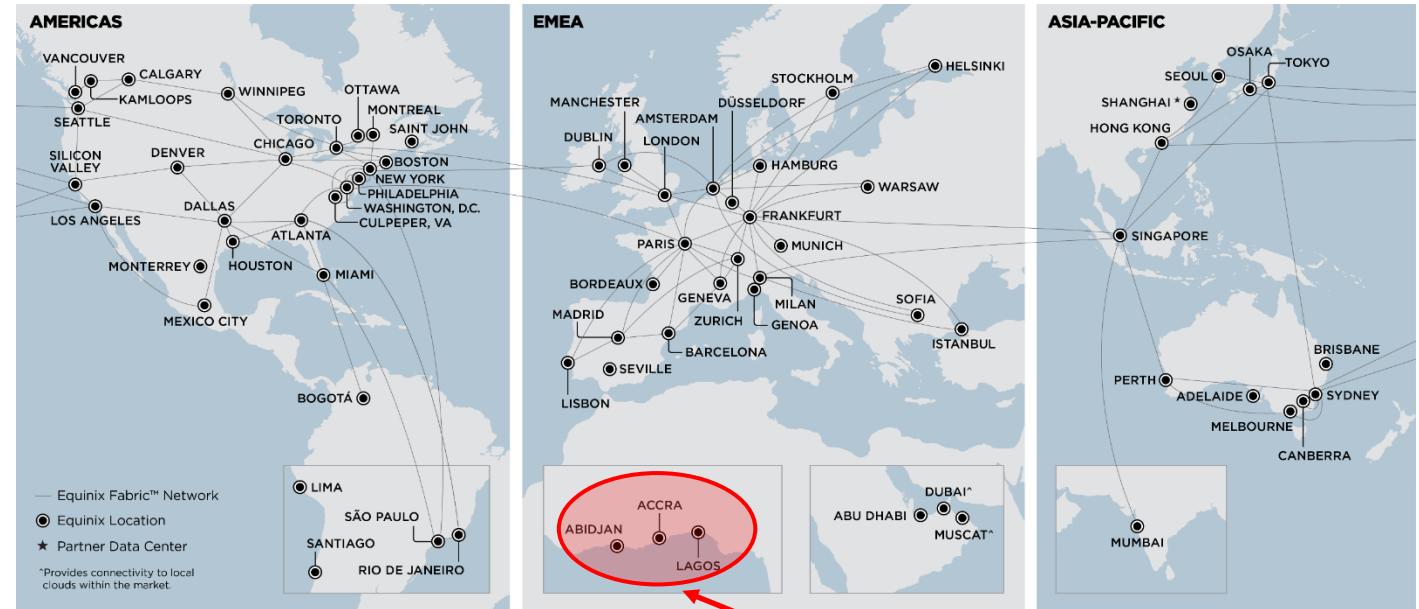 AMERICAS
VANCOUVER
CALGARY
KAMLOOPS
WINNIPEG
OTTAWA
MONTREAL
TORONTO
SAINT JOHN
SEATTLE
CHICAGO
BOSTON
SILICON
VALLEY
DENVER
NEW YORK
PHILADELPHIA
WASHINGTON, D.C.
CULPEPER, VA
LOS ANGELES
DALLAS
ATLANTA
HOUSTON
MONTERREY
MIAMI
MEXICO CITY
BOGOTÁ
LIMA
SÃO PAULO
SANTIAGO
RIO DE JANEIRO
Equinix Fabric™ Network
Equinix Location
★ Partner Data Center
^Provides connectivity to local
clouds within the market.
EMEA
HELSINKI
STOCKHOLM
MANCHESTER
DÜSSELDORF
AMSTERDAM
DUBLIN
LONDON
HAMBURG
WARSAW
FRANKFURT
PARIS
MUNICH
BORDEAUX
GENEVA
MILAN
SOFIA
MADRID
ZURICH
GENOA
ISTANBUL
BARCELONA
SEVILLE
LISBON
ACCRA
ABIDJAN
LAGOS
DUBAI^
ABU DHABI
MUSCAT^
ASIA-PACIFIC
OSAKA
TOKYO
SEOUL
SHANGHAI ★
HONG KONG
SINGAPORE
BRISBANE
PERTH
ADELAIDE
SYDNEY
MELBOURNE
CANBERRA
MUMBAI